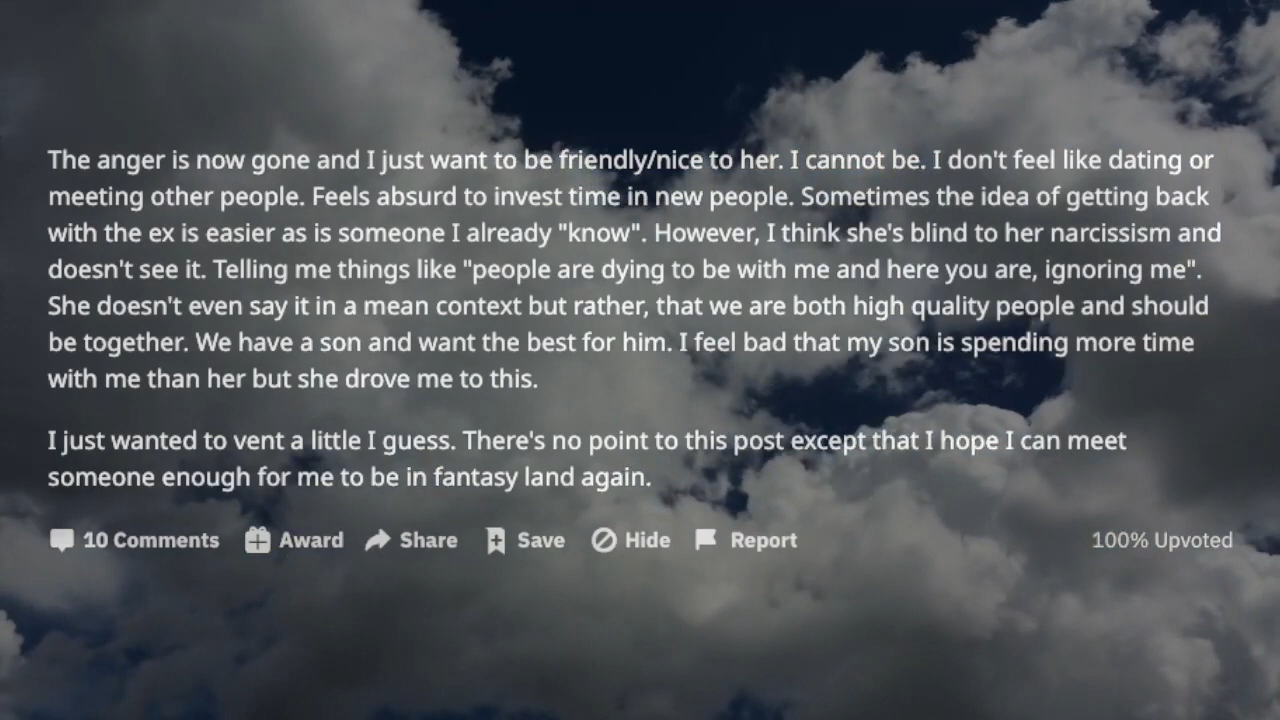 The anger is now gone and I just want to be friendly/nice to her. I cannot be. I don't feel like dating or
meeting other people. Feels absurd to invest time in new people. Sometimes the idea of getting back
with the ex is easier as is someone I already "know". However, I think she's blind to her narcissism and
doesn't see it. Telling me things like "people are dying to be with me and here you are, ignoring me".
She doesn't even say it in a mean context but rather, that we are both high quality people and should
be together. We have a son and want the best for him. I feel bad that my son is spending more time
with me than her but she drove me to this.
I just wanted to vent a little I guess. There's no point to this post except that I hope I can meet
someone enough for me to be in fantasy land again.
10 Comments Award Share Save Hide Report 100% Upvoted